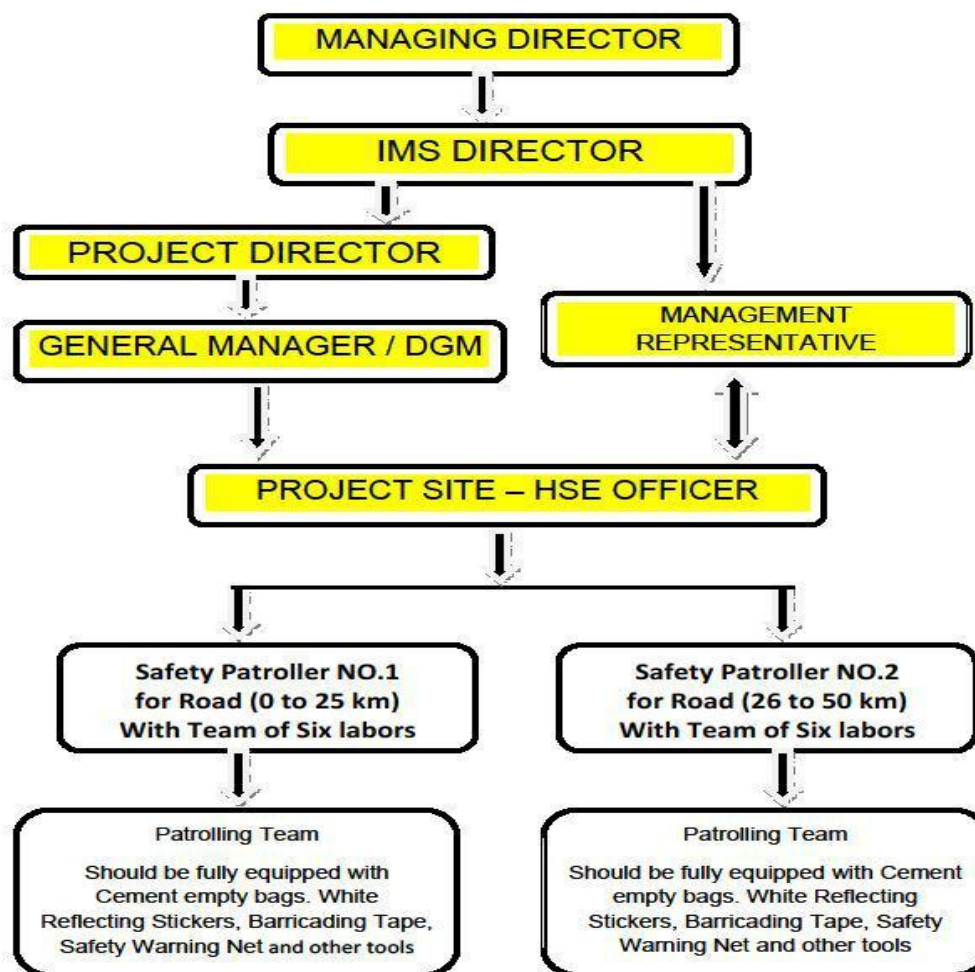 MANAGING DIRECTOR
IMS DIRECTOR
PROJECT DIRECTOR
GENERAL MANAGER / DGM
MANAGEMENT
REPRESENTATIVE
PROJECT SITE – HSE OFFICER
Safety Patroller NO.1
for Road (0 to 25 km)
With Team of Six labors
Safety Patroller NO.2
for Road (26 to 50 km)
With Team of Six labors
Patrolling Team
Should be fully equipped with
Cement empty bags. White
Reflecting Stickers, Barricading Tape,
Safety Warning Net and other tools
Patrolling Team
Should be fully equipped with Cement
empty bags. White Reflecting
Stickers, Barricading Tape, Safety
Warning Net and other tools